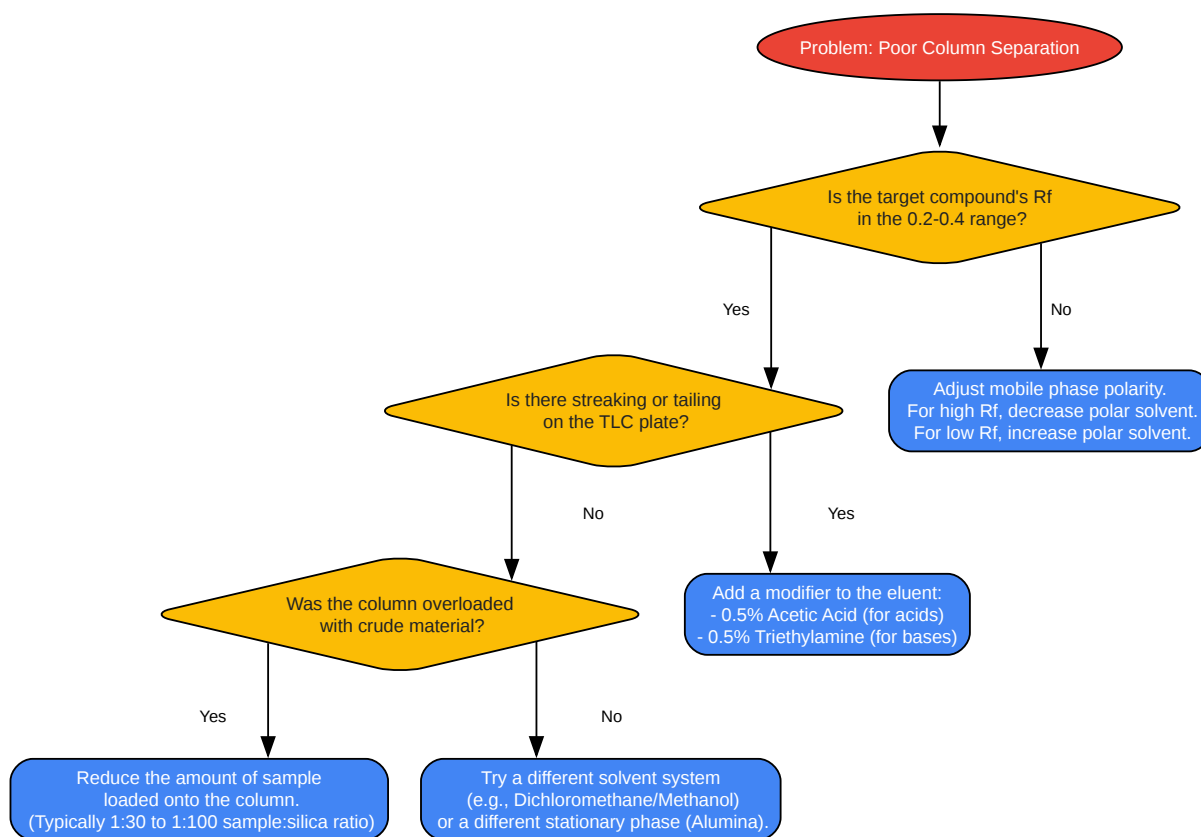 Problem: Poor Column Separation
Is the target compound's Rf
in the 0.2-0.4 range?
Yes
No
Adjust mobile phase polarity.
For high Rf, decrease polar solvent.
For low Rf, increase polar solvent.
Is there streaking or tailing
on the TLC plate?
No
Yes
Add a modifier to the eluent:
- 0.5% Acetic Acid (for acids)
- 0.5% Triethylamine (for bases)
Was the column overloaded
with crude material?
Yes
No
Reduce the amount of sample
loaded onto the column.
(Typically 1:30 to 1:100 sample:silica ratio)
Try a different solvent system
(e.g., Dichloromethane/Methanol)
or a different stationary phase (Alumina).